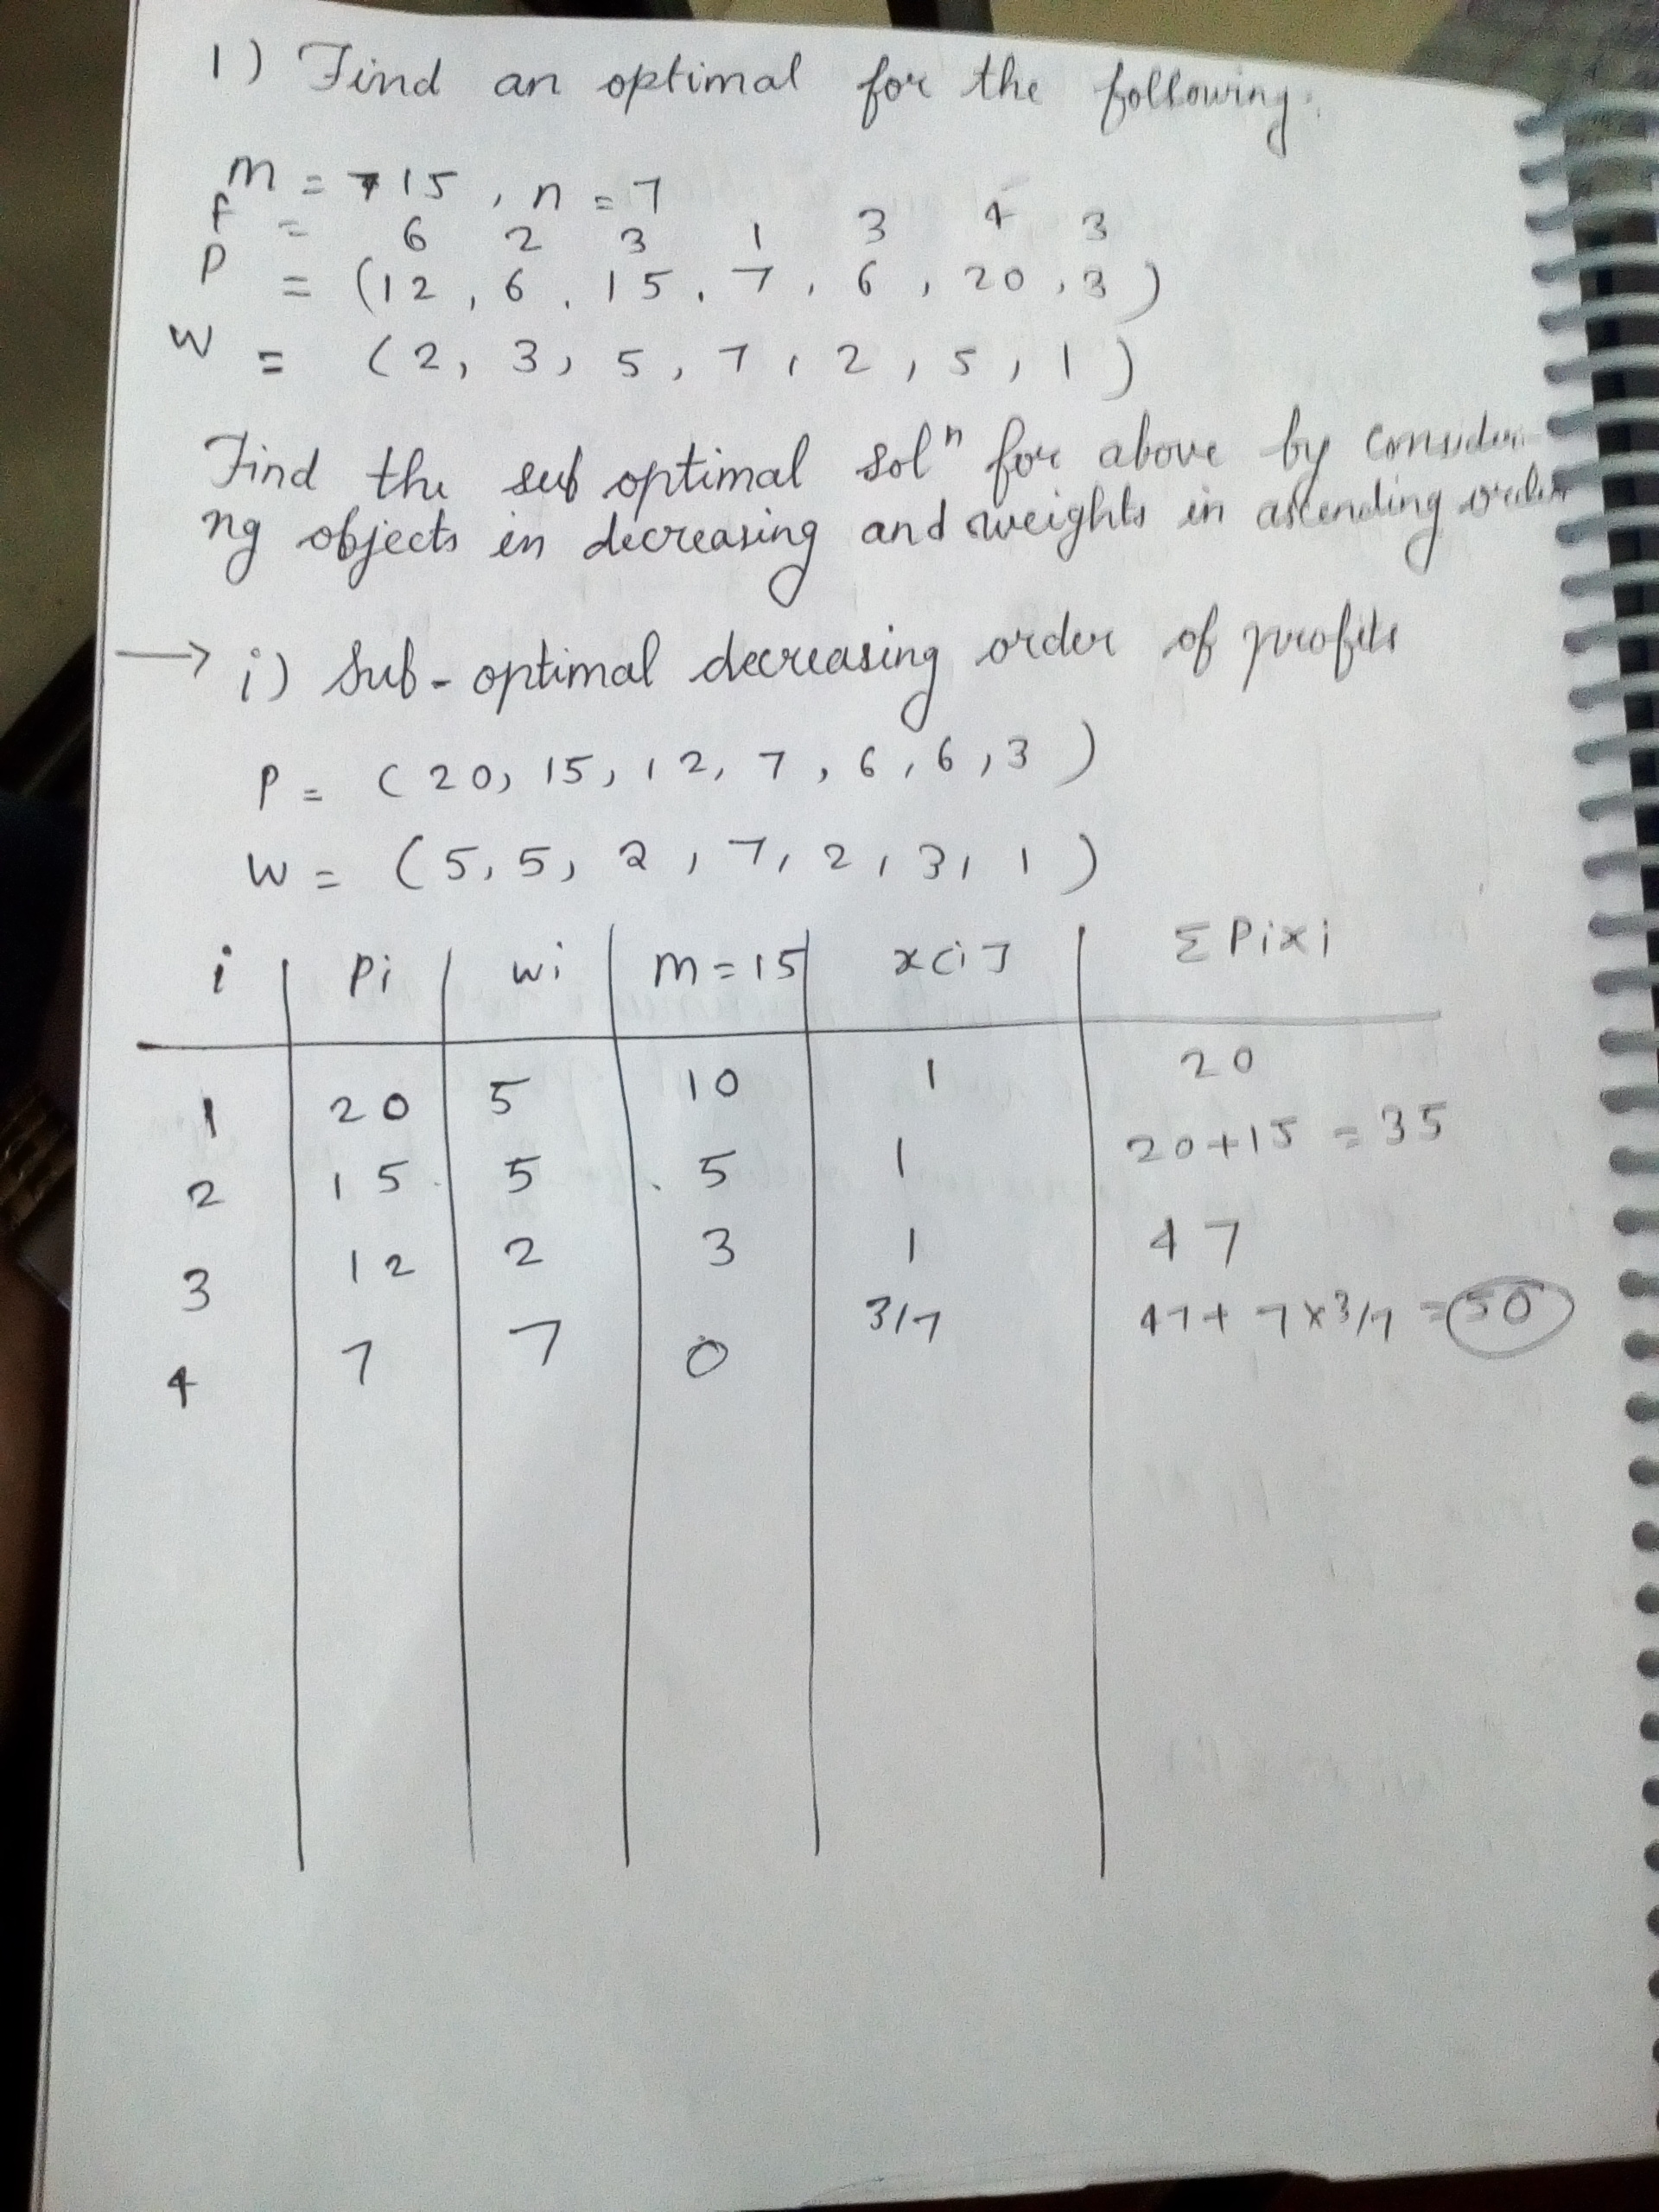 1) Find an optimal for the following:
m = 15 , n = 7
= 6 2 3 1 3 4 3
P = (12, 6, 15, 7, 6, 20, 3)
W = (2, 3, 5, 7, 2, 5, 1)
Find the sub optimal solⁿ for above by consideri
ng objects in decreasing and weights in ascending order
→ i) Sub-optimal decreasing order of profits
P = (20, 15, 12, 7, 6, 6, 3)
W = (5, 5, 2, 7, 2, 3, 1)
i Pi wi m=15 x[i] ΣPixi
1 20 5 10 1 20
2 15 5 5 1 20+15 = 35
3 12 2 3 1 47
4 7 7 0 3/7 47+7×3/7 = 50